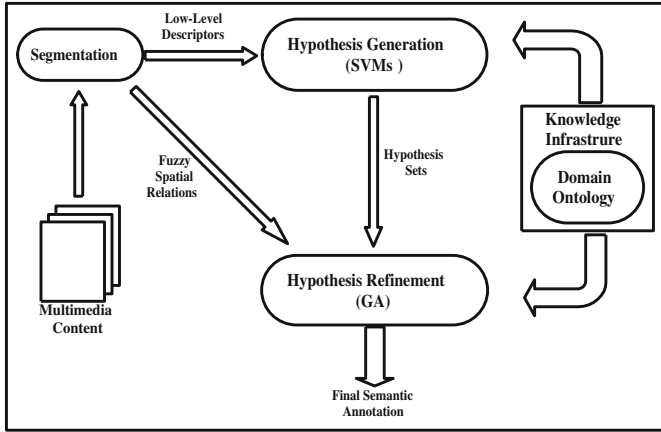 Low-Level
Descriptors
Segmentation
Hypothesis Generation
(SVMs )
Knowledge
Infrastrure
Domain
Ontology
Fuzzy
Spatial
Relations
Hypothesis
Sets
Multimedia
Content
Hypothesis Refinement
(GA)
Final Semantic
Annotation